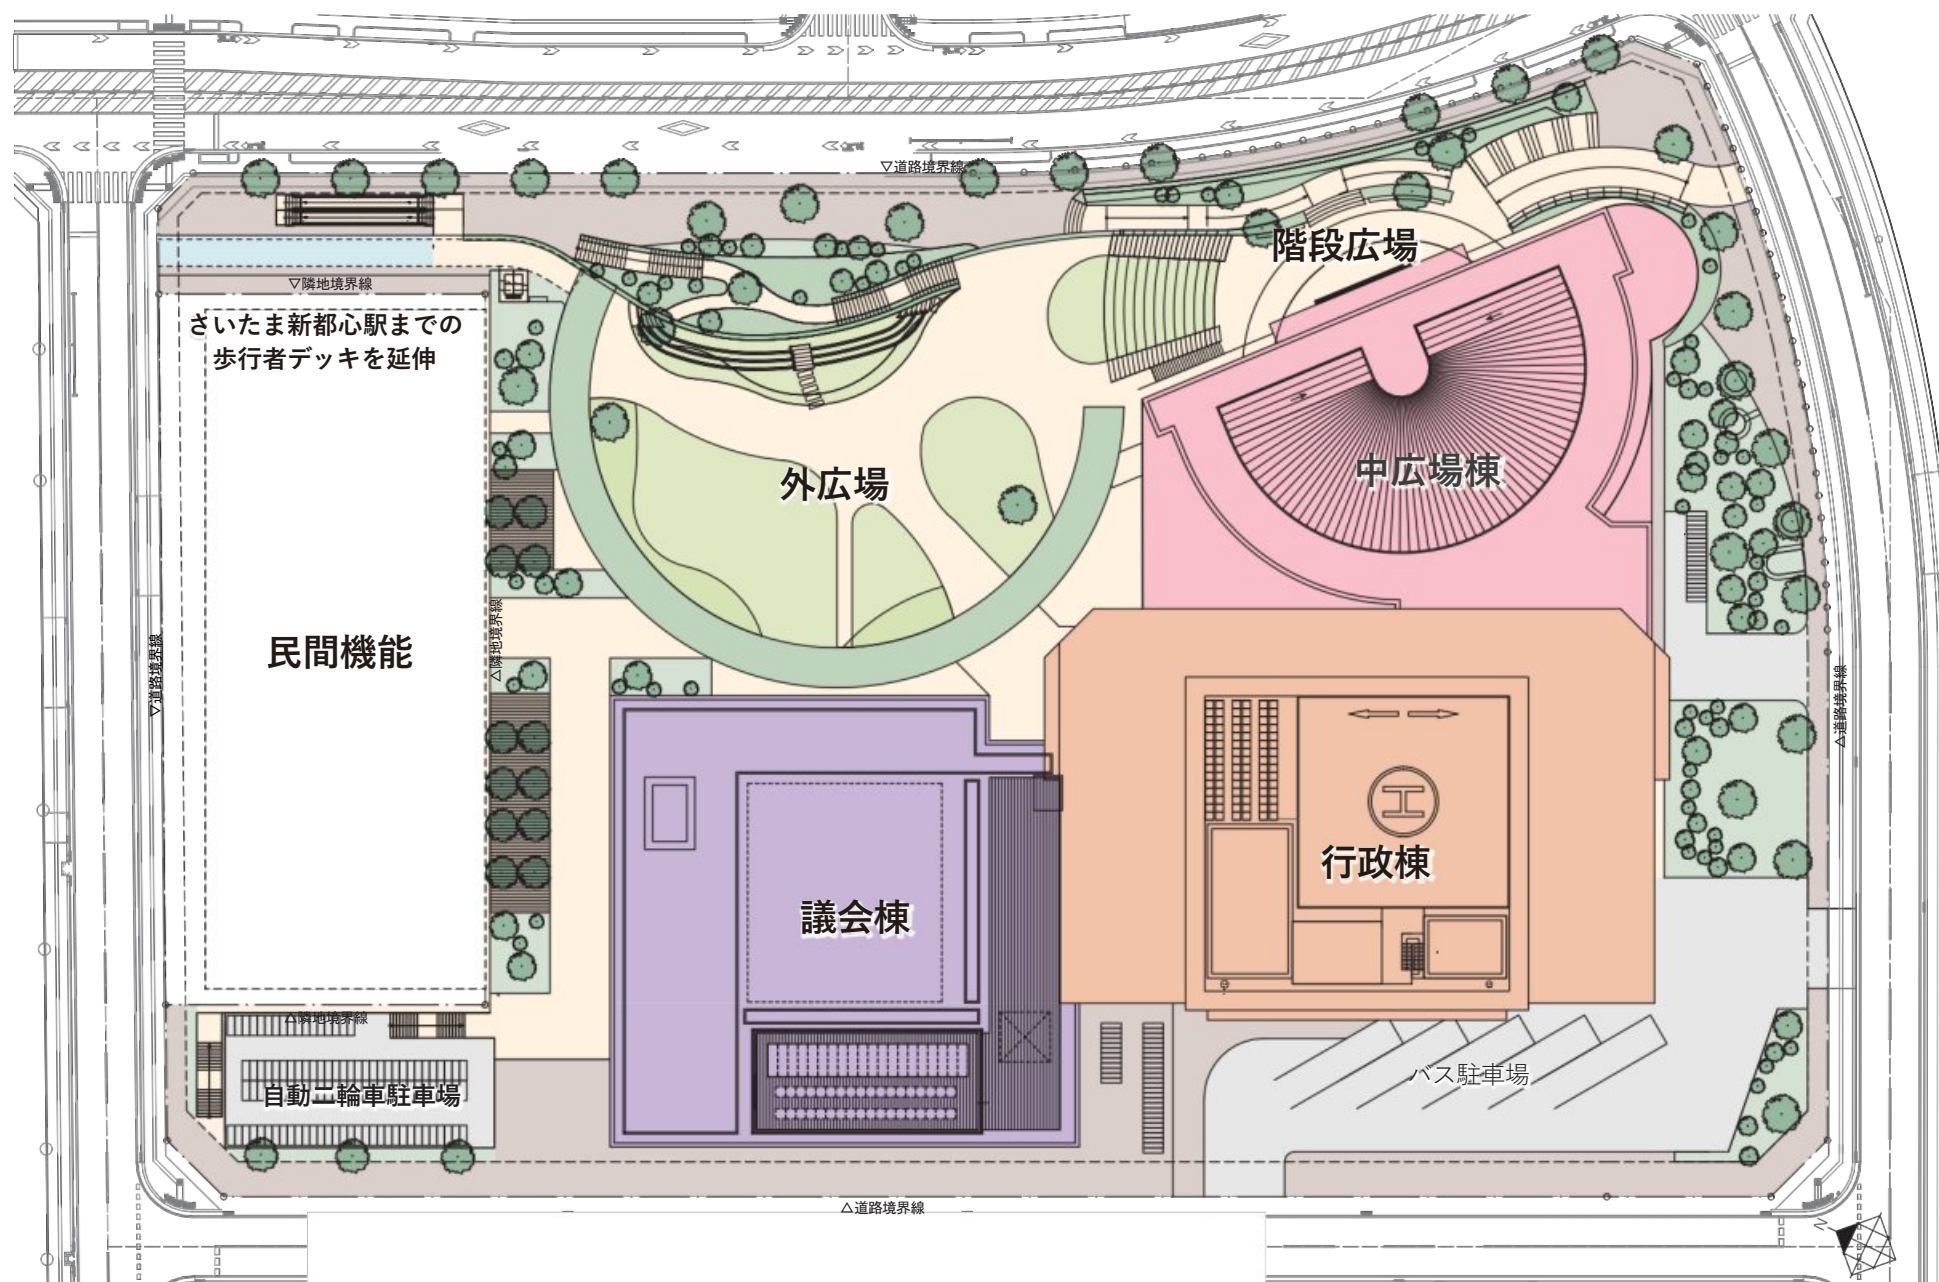 ▽道路境界線
階段広場
▽隣地境界線
さいたま新都心駅までの
歩行者デッキを延伸
外広場
中広場棟
民間機能
△隣地境界線
▽道路境界線
△道路境界線
行政棟
議会棟
△隣地境界線
自動二輪車駐車場
バス駐車場
△道路境界線
N